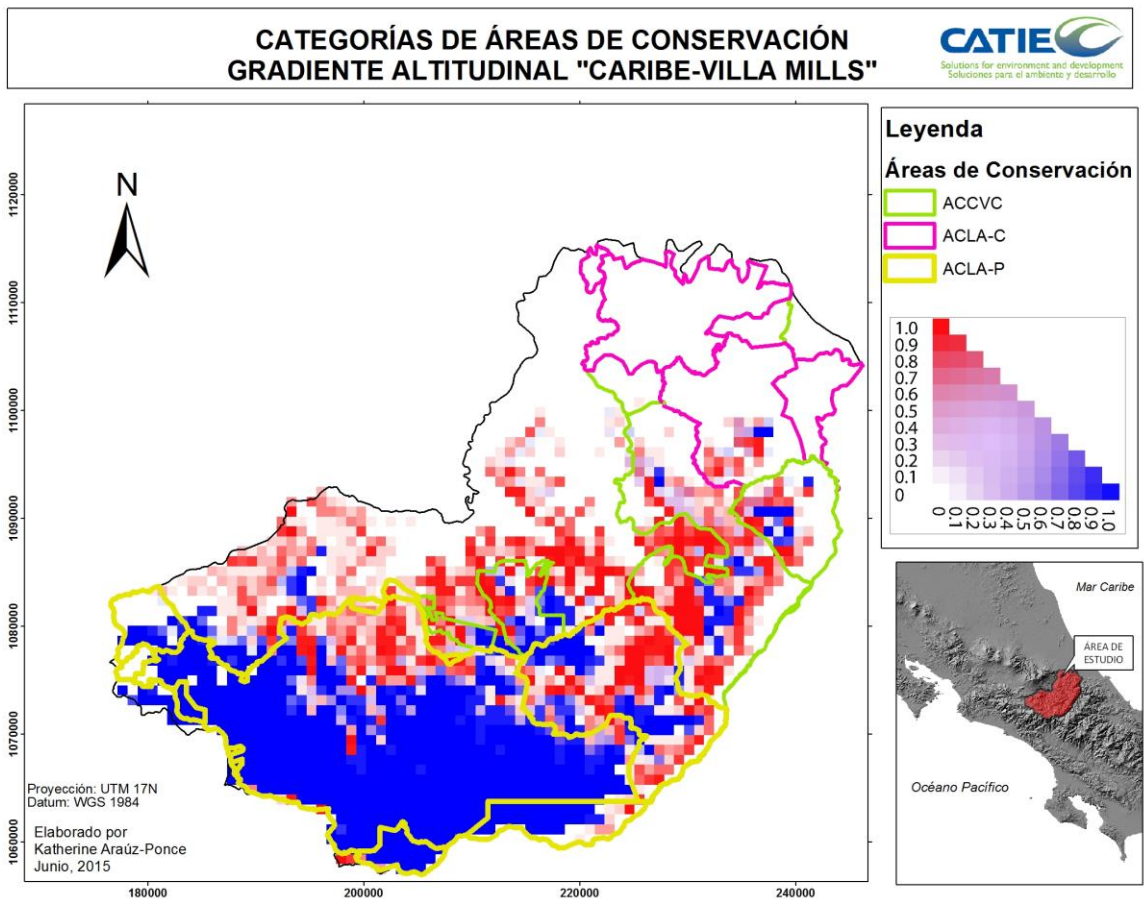 CATEGORÍAS DE ÁREAS DE CONSERVACIÓN
GRADIENTE ALTITUDINAL "CARIBE-VILLA MILLS"
CATIE
Solutions for environment and development
Soluciones para el ambiente y desarrollo
N
1120000
1110000
1100000
1090000
1080000
1070000
1060000
180000
200000
220000
240000
Proyección: UTM 17N
Datum: WGS 1984
Elaborado por
Katherine Araúz-Ponce
Junio, 2015
Leyenda
Áreas de Conservación
ACCVC
ACLA-C
ACLA-P
1.0
0.9
0.8
0.7
0.6
0.5
0.4
0.3
0.2
0.1
0
0
0.1
0.2
0.3
0.4
0.5
0.6
0.7
0.8
0.9
1.0
Mar Caribe
ÁREA DE
ESTUDIO
Océano Pacífico